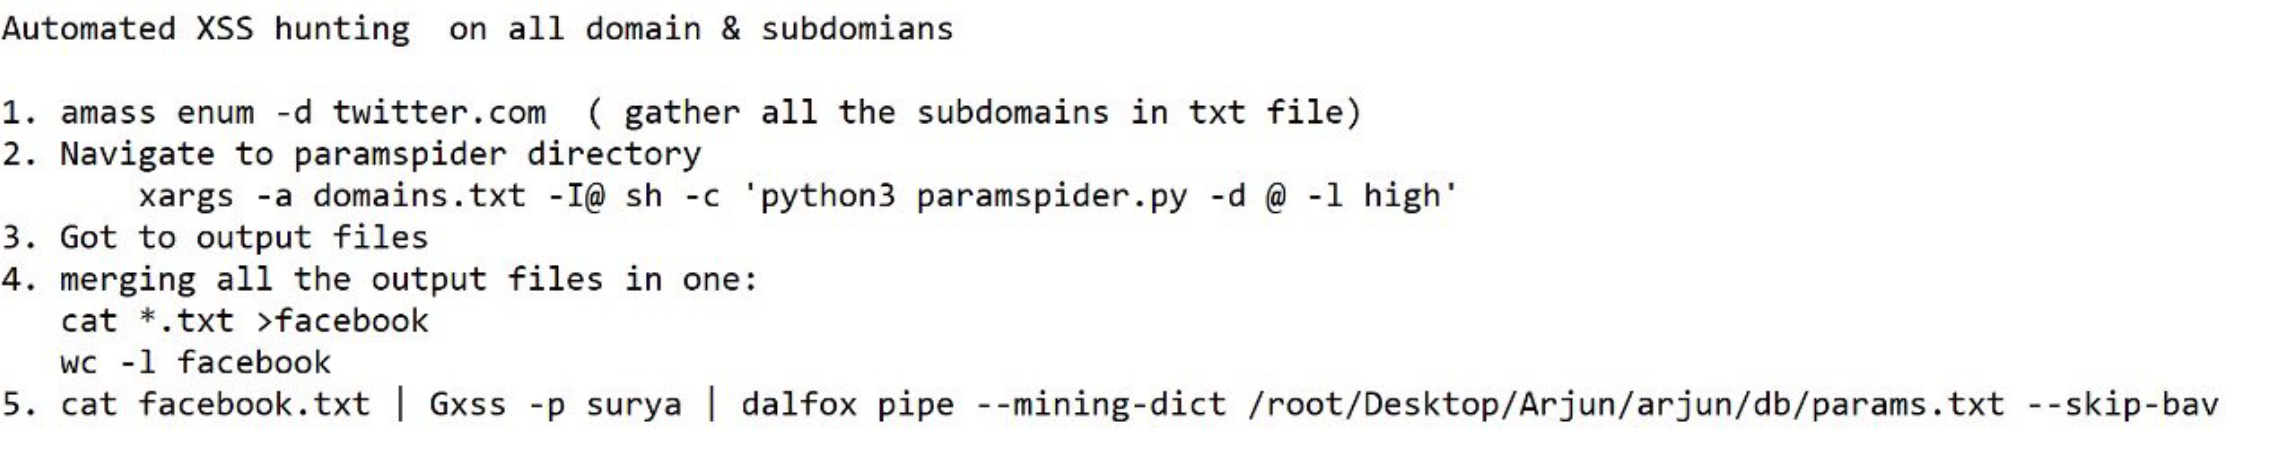 Automated XSS hunting  on all domain & subdomians
1. amass enum -d twitter.com  ( gather all the subdomains in txt file)
2. Navigate to paramspider directory
xargs -a domains.txt -I@ sh -c 'python3 paramspider.py -d @ -l high'
3. Got to output files
4. merging all the output files in one:
cat *.txt >facebook
wc -l facebook
5. cat facebook.txt | Gxss -p surya | dalfox pipe --mining-dict /root/Desktop/Arjun/arjun/db/params.txt --skip-bav